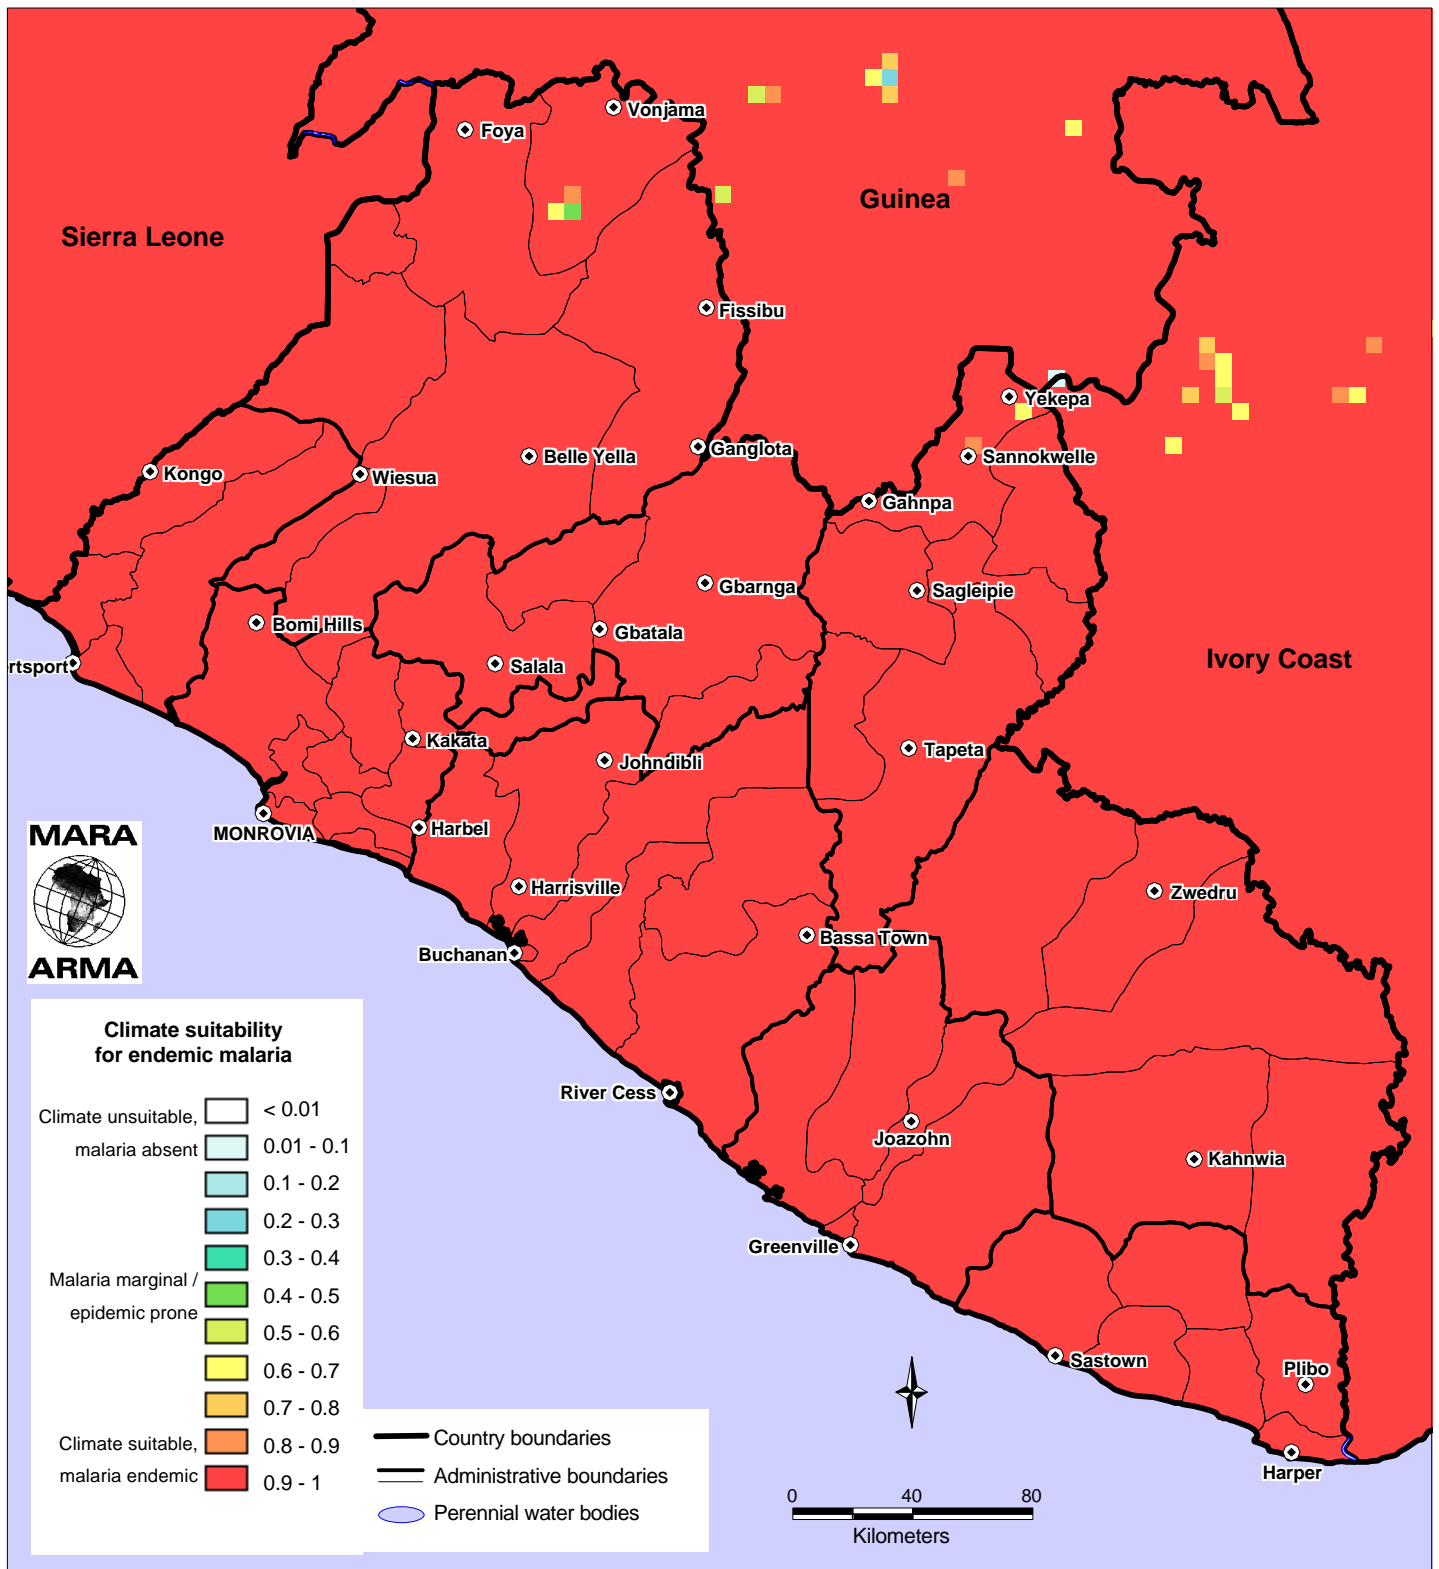 Vonjama
Foya
Guinea
Sierra Leone
Fissibu
Yekepa
Ganglota
Belle Yella
Sannokwelle
Kongo
Wiesua
Gahnpa
Gbarnga
Sagleipie
Bomi Hills
Gbatala
rtsport
Salala
Ivory Coast
Kakata
Tapeta
Johndibli
MONROVIA
Harbel
MARA
ARMA
Harrisville
Zwedru
Bassa Town
Buchanan
River Cess
Joazohn
Kahnwia
Greenville
Sastown
Plibo
Harper
Climate suitability
for endemic malaria
Climate unsuitable,
malaria absent
Malaria marginal /
epidemic prone
Climate suitable,
malaria endemic
< 0.01
0.01 - 0.1
0.1 - 0.2
0.2 - 0.3
0.3 - 0.4
0.4 - 0.5
0.5 - 0.6
0.6 - 0.7
0.7 - 0.8
0.8 - 0.9
0.9 - 1
Country boundaries
Administrative boundaries
Perennial water bodies
0 40 80
Kilometers